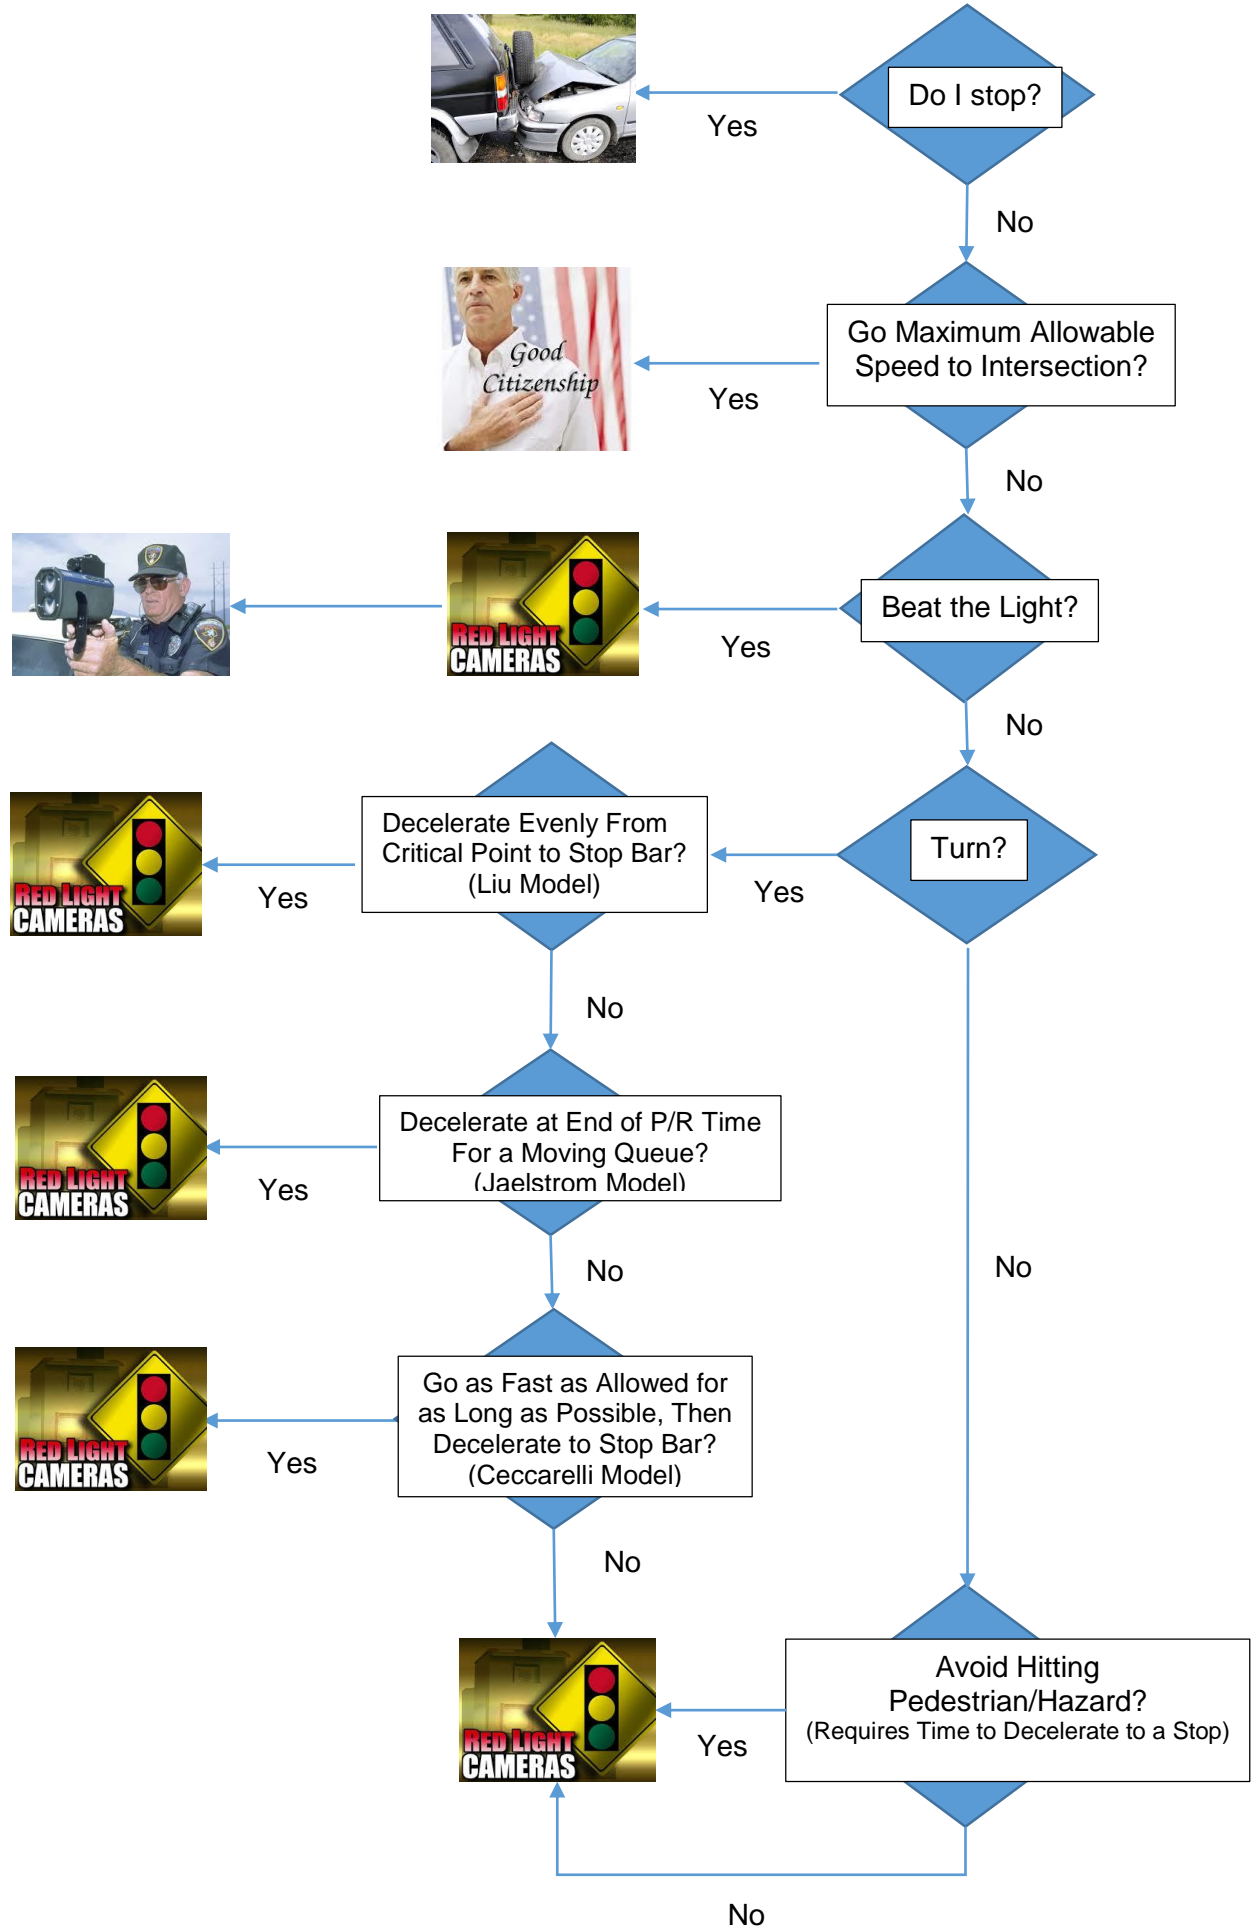 Do I stop?
Yes
No
Go Maximum Allowable
Speed to Intersection?
Good
Citizenship
Yes
No
Beat the Light?
RED LIGHT
CAMERAS
Yes
No
Turn?
Yes
Decelerate Evenly From
Critical Point to Stop Bar?
(Liu Model)
RED LIGHT
CAMERAS
Yes
No
Decelerate at End of P/R Time
For a Moving Queue?
(Jaelstrom Model)
RED LIGHT
CAMERAS
Yes
No
No
Go as Fast as Allowed for
as Long as Possible, Then
Decelerate to Stop Bar?
(Ceccarelli Model)
RED LIGHT
CAMERAS
Yes
No
Avoid Hitting
Pedestrian/Hazard?
(Requires Time to Decelerate to a Stop)
RED LIGHT
CAMERAS
Yes
No